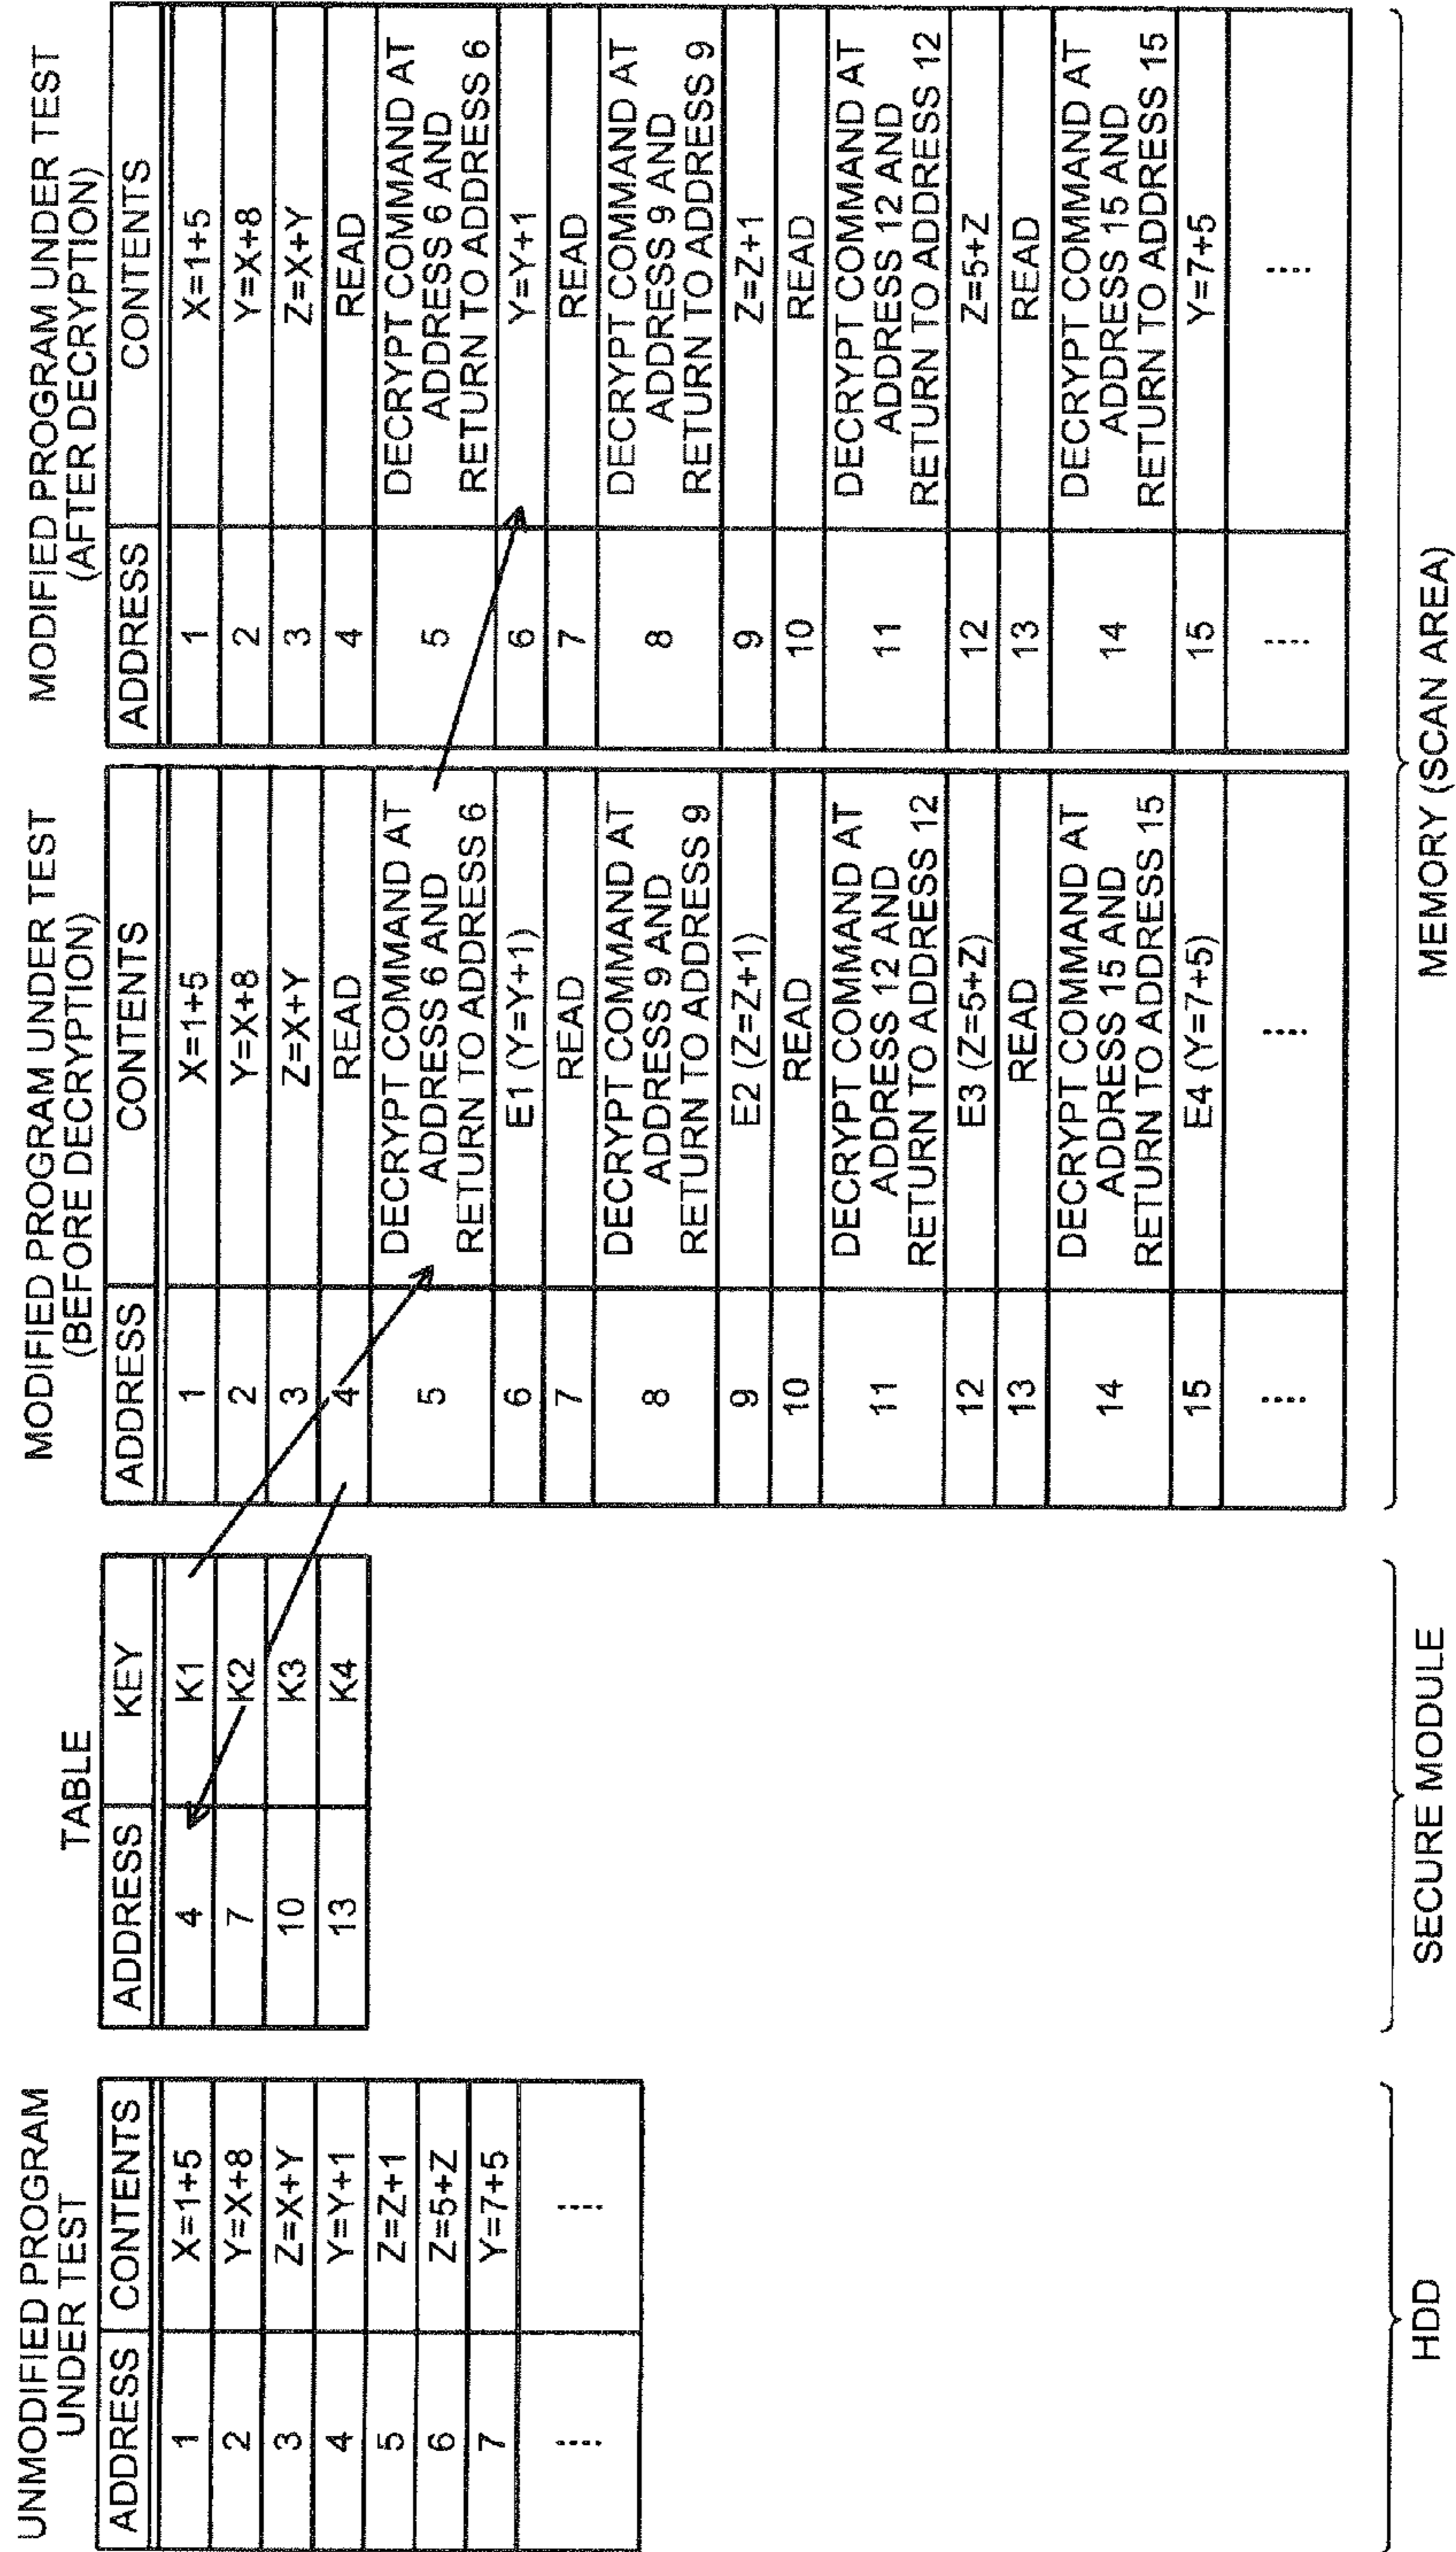 UNMODIFIED PROGRAM
UNDER TEST
ADDRESS CONTENTS
1 X=1+5
2 Y=X+8
3 Z=X+Y
4 Y=Y+1
5 Z=Z+1
6 Z=5+Z
7 Y=7+5
.... ....
HDD
TABLE
ADDRESS KEY
4 K1
7 K2
10 K3
13 K4
SECURE MODULE
MODIFIED PROGRAM UNDER TEST
(BEFORE DECRYPTION)
ADDRESS CONTENTS
1 X=1+5
2 Y=X+8
3 Z=X+Y
4 READ
5 DECRYPT COMMAND AT
ADDRESS 6 AND
RETURN TO ADDRESS 6
6 E1 (Y=Y+1)
7 READ
8 DECRYPT COMMAND AT
ADDRESS 9 AND
RETURN TO ADDRESS 9
9 E2 (Z=Z+1)
10 READ
11 DECRYPT COMMAND AT
ADDRESS 12 AND
RETURN TO ADDRESS 12
12 E3 (Z=5+Z)
13 READ
14 DECRYPT COMMAND AT
ADDRESS 15 AND
RETURN TO ADDRESS 15
15 E4 (Y=7+5)
.... ....
MODIFIED PROGRAM UNDER TEST
(AFTER DECRYPTION)
ADDRESS CONTENTS
1 X=1+5
2 Y=X+8
3 Z=X+Y
4 READ
5 DECRYPT COMMAND AT
ADDRESS 6 AND
RETURN TO ADDRESS 6
6 Y=Y+1
7 READ
8 DECRYPT COMMAND AT
ADDRESS 9 AND
RETURN TO ADDRESS 9
9 Z=Z+1
10 READ
11 DECRYPT COMMAND AT
ADDRESS 12 AND
RETURN TO ADDRESS 12
12 Z=5+Z
13 READ
14 DECRYPT COMMAND AT
ADDRESS 15 AND
RETURN TO ADDRESS 15
15 Y=7+5
.... ....
MEMORY (SCAN AREA)